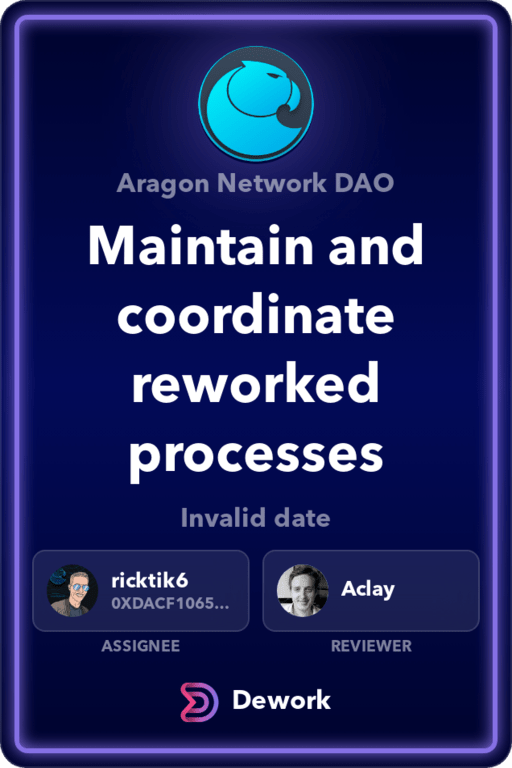 Aragon Network DAO
Maintain and
coordinate
reworked
processes
Invalid date
ricktik6
0XDACF1065...
ASSIGNEE
Aclay
REVIEWER
Dework